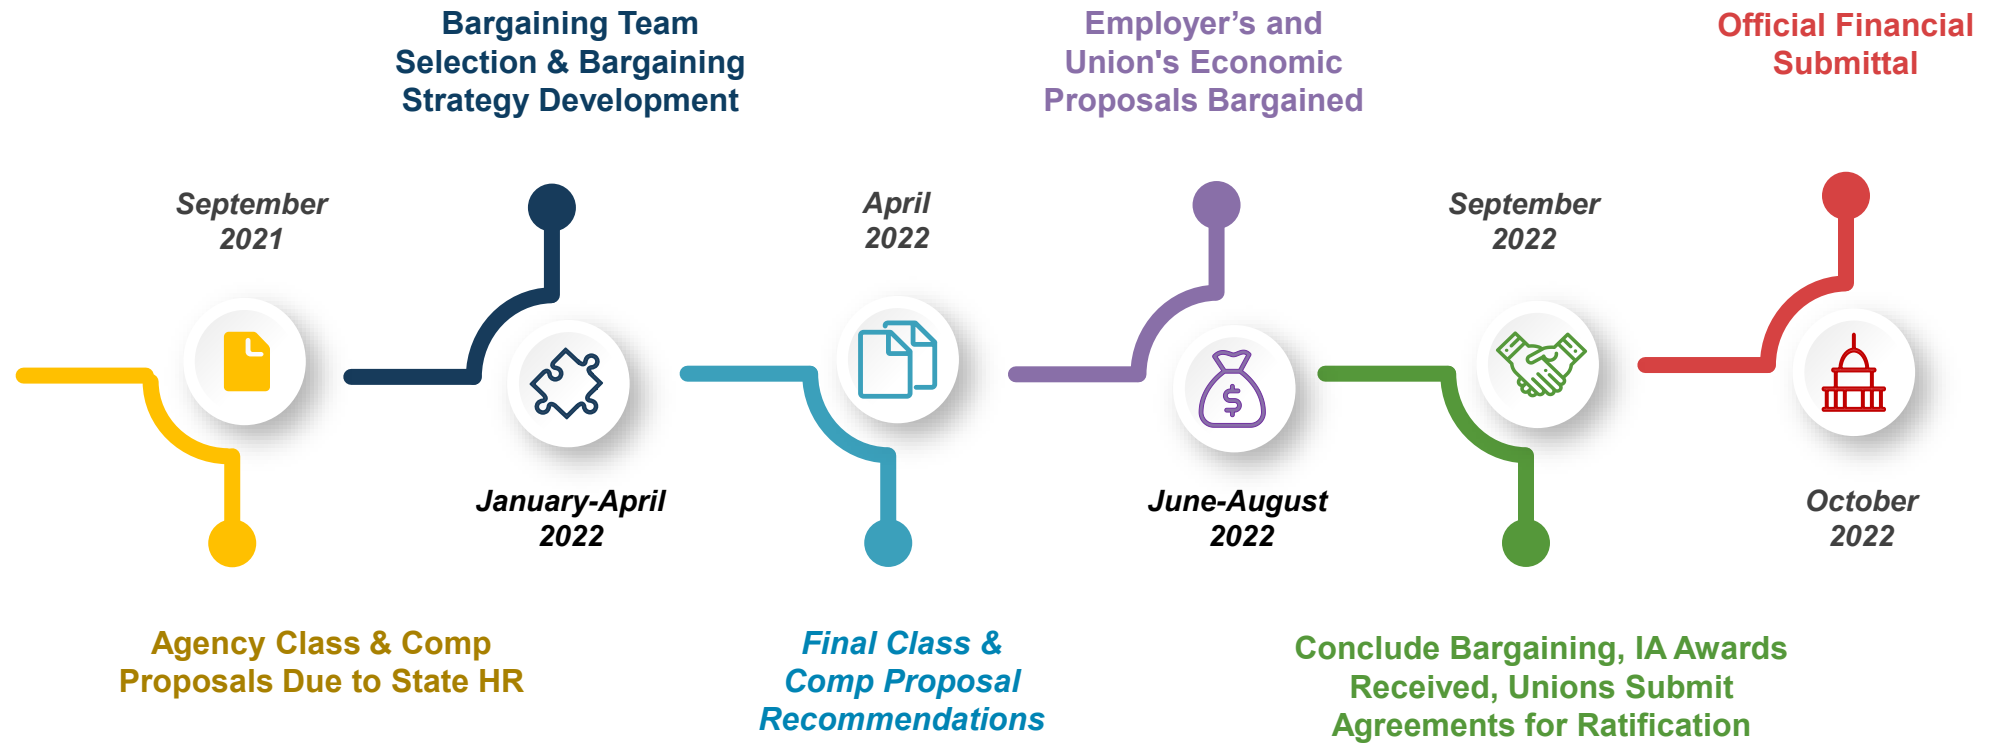 Bargaining Team
Selection & Bargaining
Strategy Development
Employer’s and
Union's Economic
Proposals Bargained
Official Financial
Submittal
September
2021
April
2022
September
2022
$
January-April
2022
June-August
2022
October
2022
Agency Class & Comp
Proposals Due to State HR
Final Class &
Comp Proposal
Recommendations
Conclude Bargaining, IA Awards
Received, Unions Submit
Agreements for Ratification